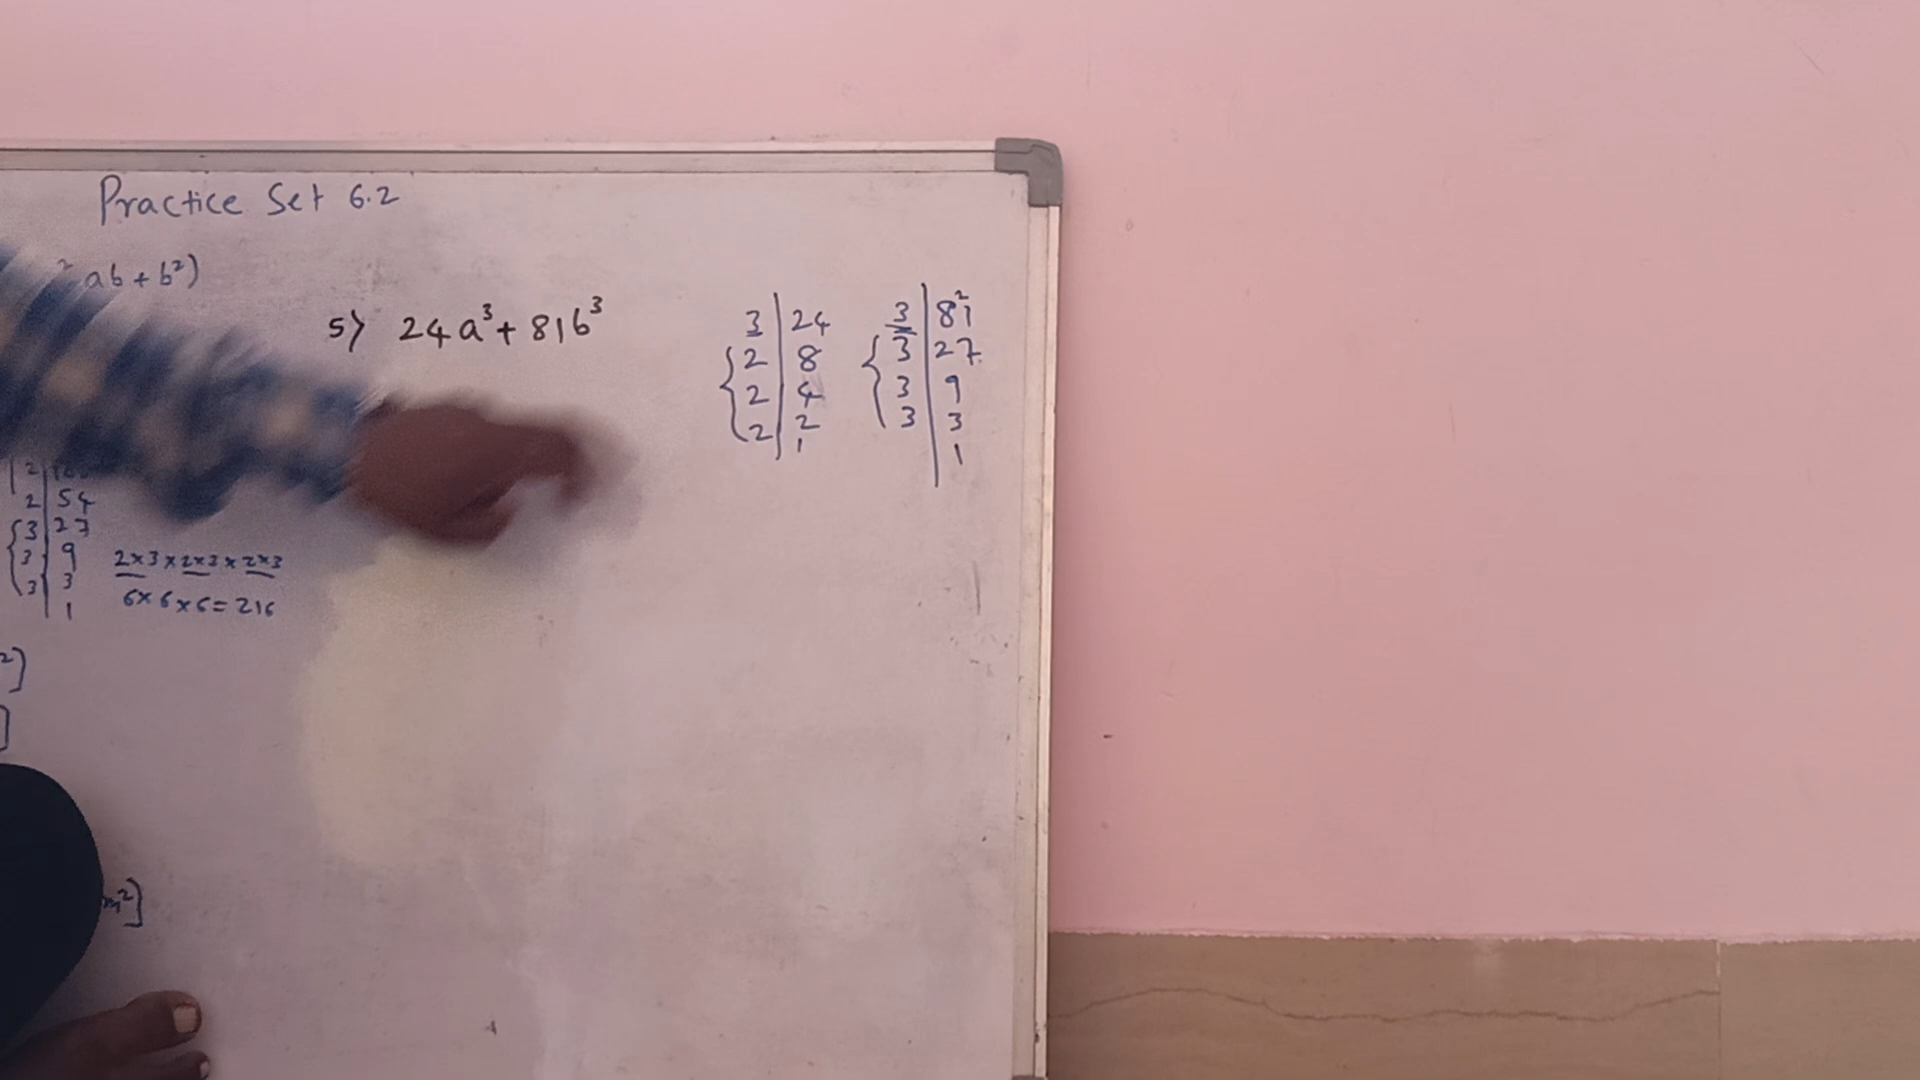 Practice Set 6.2
ab + b²)
5) 24a³ + 81b³
3 | 24
2 | 8
2 | 4
2 | 2
1
3 | 81
3 | 27
3 | 9
3 | 3
1
2 | 54
3 | 27
3 | 9
3 | 3
1
2×3×2×3×2×3
6×6×6=216
²]
]
m²]